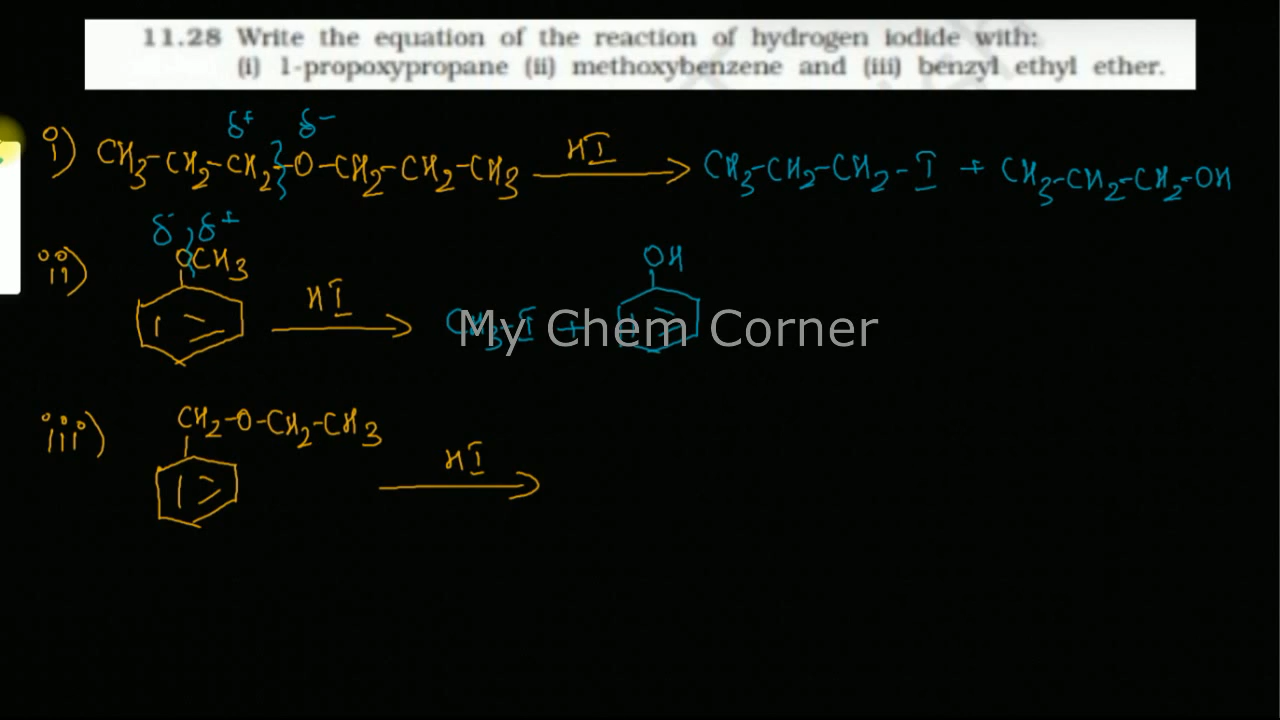 11.28 Write the equation of the reaction of hydrogen iodide with:
(i) 1-propoxypropane (ii) methoxybenzene and (iii) benzyl ethyl ether.
δ+ δ-
i) CH3-CH2-CH2-O-CH2-CH2-CH3 HI CH3-CH2-CH2-I + CH3-CH2-CH2-OH
δ- δ+
ii) OCH3 HI CH3-I + OH
My Chem Corner
iii) CH2-O-CH2-CH3 HI